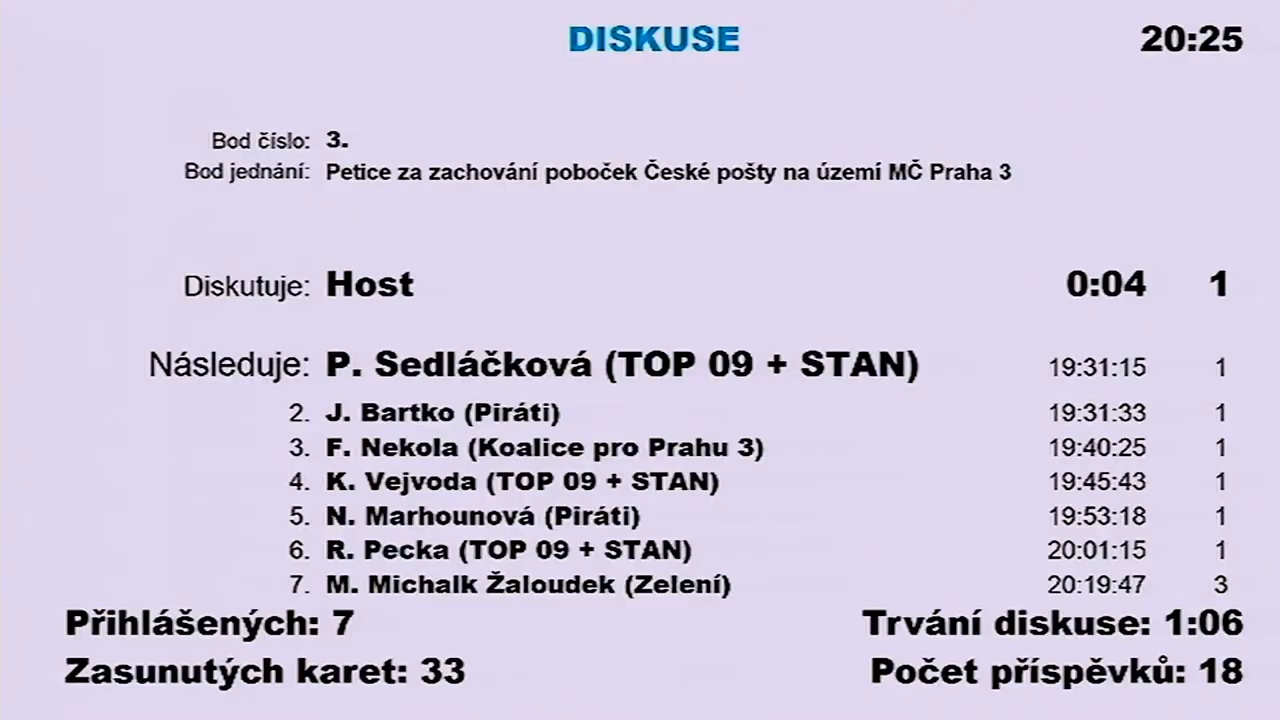 DISKUSE 20:25
Bod číslo: 3.
Bod jednání: Petice za zachování poboček České pošty na území MČ Praha 3
Diskutuje: Host 0:04 1
Následuje: P. Sedláčková (TOP 09 + STAN) 19:31:15 1
2. J. Bartko (Piráti) 19:31:33 1
3. F. Nekola (Koalice pro Prahu 3) 19:40:25 1
4. K. Vejvoda (TOP 09 + STAN) 19:45:43 1
5. N. Marhounová (Piráti) 19:53:18 1
6. R. Pecka (TOP 09 + STAN) 20:01:15 1
7. M. Michalk Žaloudek (Zelení) 20:19:47 3
Přihlášených: 7 Trvání diskuse: 1:06
Zasunutých karet: 33 Počet příspěvků: 18